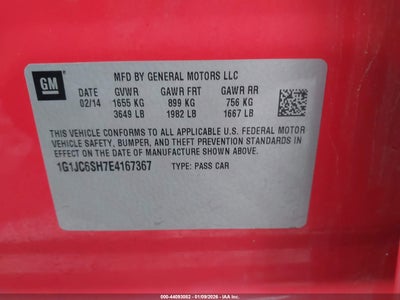 GM
MFD BY GENERAL MOTORS LLC
DATE GVWR GAWR FRT GAWR RR
02/14 1655 KG 899 KG 756 KG
3649 LB 1982 LB 1667 LB
THIS VEHICLE CONFORMS TO ALL APPLICABLE U.S. FEDERAL MOTOR
VEHICLE SAFETY, BUMPER, AND THEFT PREVENTION STANDARDS IN
EFFECT ON THE DATE OF MANUFACTURE SHOWN ABOVE.
1G1JC6SH7E4167367 TYPE: PASS CAR
000-44093082 - 01/09/2026 - IAA Inc.